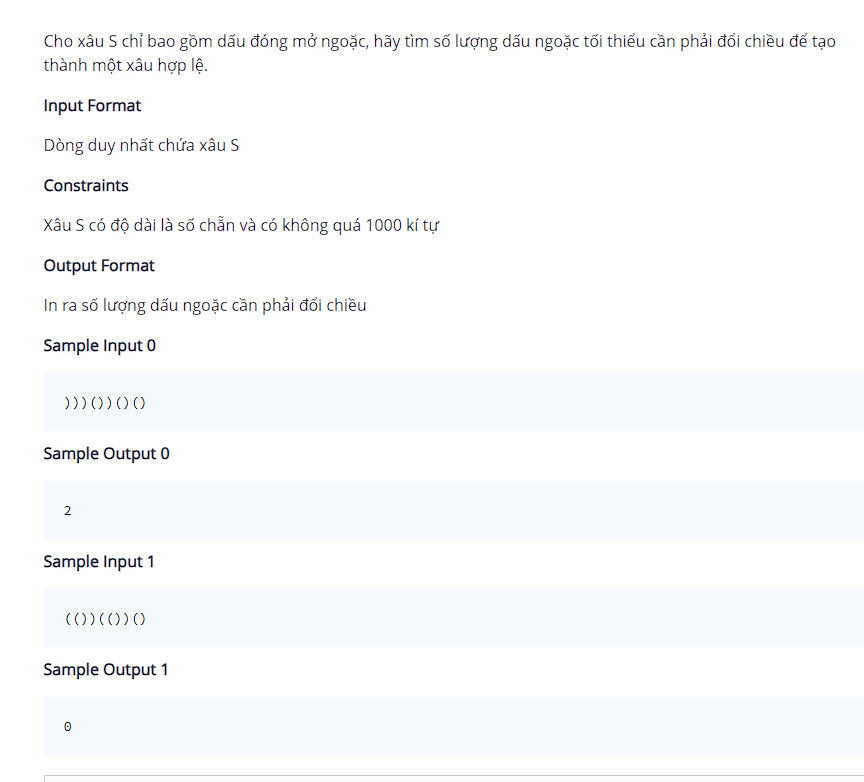 Cho xâu S chỉ bao gồm dấu đóng mở ngoặc, hãy tìm số lượng dấu ngoặc tối thiểu cần phải đổi chiều để tạo
thành một xâu hợp lệ.
Input Format
Dòng duy nhất chứa xâu S
Constraints
Xâu S có độ dài là số chẵn và có không quá 1000 kí tự
Output Format
In ra số lượng dấu ngoặc cần phải đổi chiều
Sample Input 0
)))())()()
Sample Output 0
2
Sample Input 1
(())(())()
Sample Output 1
0